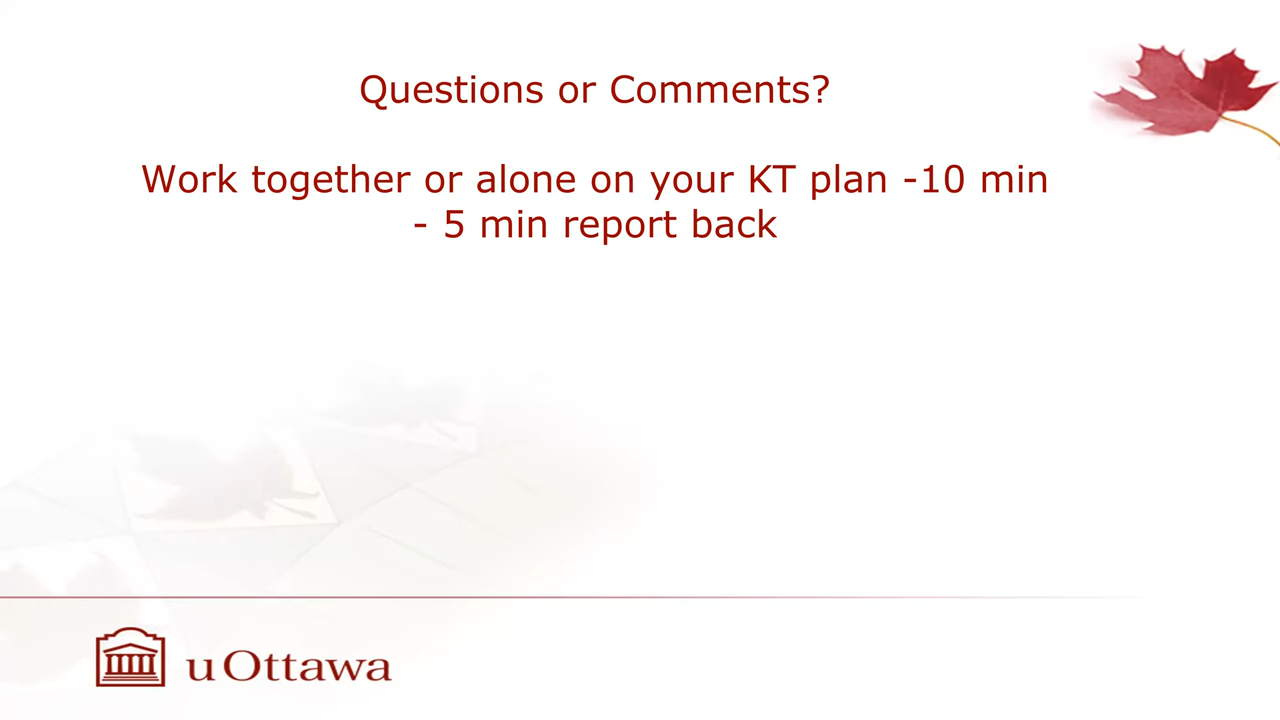 Questions or Comments?
Work together or alone on your KT plan -10 min
- 5 min report back
uOttawa